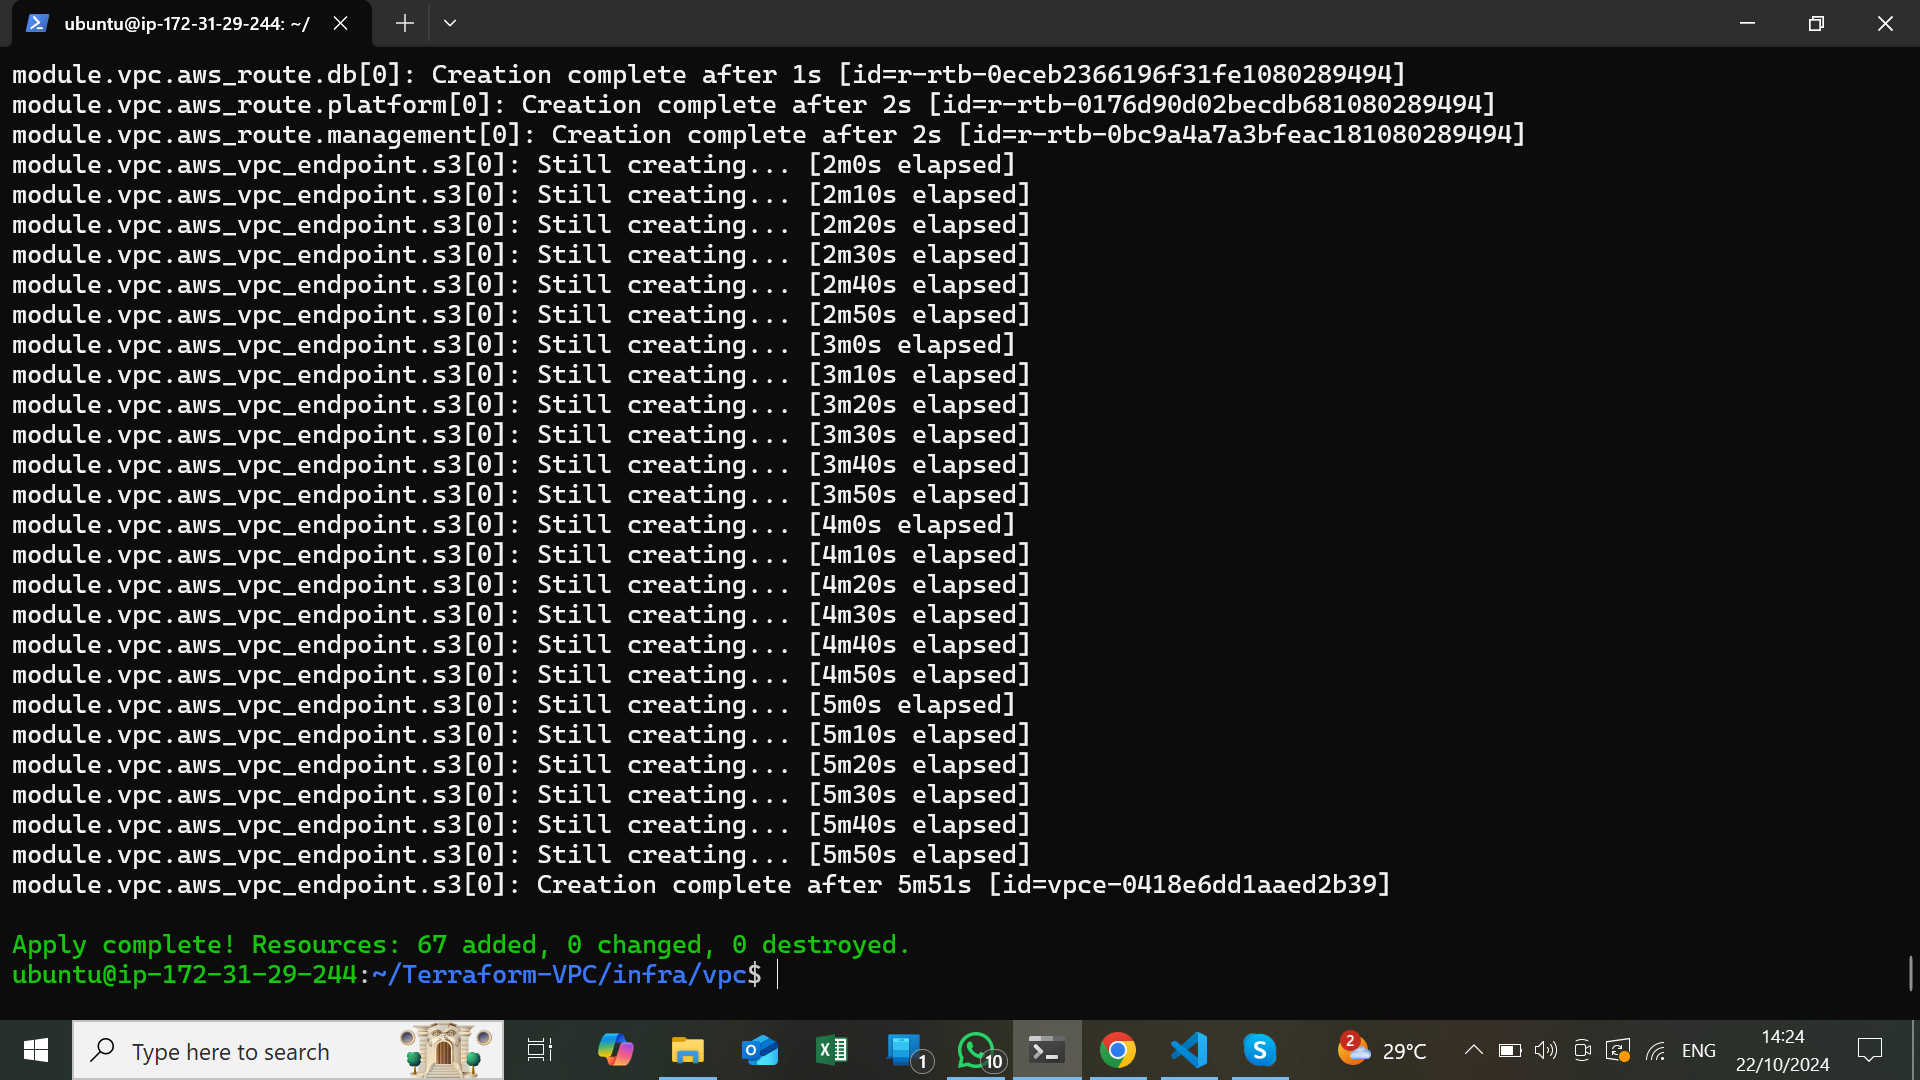 ubuntu@ip-172-31-29-244: ~/
module.vpc.aws_route.db[0]: Creation complete after 1s [id=r-rtb-0eceb2366196f31fe1080289494]
module.vpc.aws_route.platform[0]: Creation complete after 2s [id=r-rtb-0176d90d02becdb681080289494]
module.vpc.aws_route.management[0]: Creation complete after 2s [id=r-rtb-0bc9a4a7a3bfeac181080289494]
module.vpc.aws_vpc_endpoint.s3[0]: Still creating... [2m0s elapsed]
module.vpc.aws_vpc_endpoint.s3[0]: Still creating... [2m10s elapsed]
module.vpc.aws_vpc_endpoint.s3[0]: Still creating... [2m20s elapsed]
module.vpc.aws_vpc_endpoint.s3[0]: Still creating... [2m30s elapsed]
module.vpc.aws_vpc_endpoint.s3[0]: Still creating... [2m40s elapsed]
module.vpc.aws_vpc_endpoint.s3[0]: Still creating... [2m50s elapsed]
module.vpc.aws_vpc_endpoint.s3[0]: Still creating... [3m0s elapsed]
module.vpc.aws_vpc_endpoint.s3[0]: Still creating... [3m10s elapsed]
module.vpc.aws_vpc_endpoint.s3[0]: Still creating... [3m20s elapsed]
module.vpc.aws_vpc_endpoint.s3[0]: Still creating... [3m30s elapsed]
module.vpc.aws_vpc_endpoint.s3[0]: Still creating... [3m40s elapsed]
module.vpc.aws_vpc_endpoint.s3[0]: Still creating... [3m50s elapsed]
module.vpc.aws_vpc_endpoint.s3[0]: Still creating... [4m0s elapsed]
module.vpc.aws_vpc_endpoint.s3[0]: Still creating... [4m10s elapsed]
module.vpc.aws_vpc_endpoint.s3[0]: Still creating... [4m20s elapsed]
module.vpc.aws_vpc_endpoint.s3[0]: Still creating... [4m30s elapsed]
module.vpc.aws_vpc_endpoint.s3[0]: Still creating... [4m40s elapsed]
module.vpc.aws_vpc_endpoint.s3[0]: Still creating... [4m50s elapsed]
module.vpc.aws_vpc_endpoint.s3[0]: Still creating... [5m0s elapsed]
module.vpc.aws_vpc_endpoint.s3[0]: Still creating... [5m10s elapsed]
module.vpc.aws_vpc_endpoint.s3[0]: Still creating... [5m20s elapsed]
module.vpc.aws_vpc_endpoint.s3[0]: Still creating... [5m30s elapsed]
module.vpc.aws_vpc_endpoint.s3[0]: Still creating... [5m40s elapsed]
module.vpc.aws_vpc_endpoint.s3[0]: Still creating... [5m50s elapsed]
module.vpc.aws_vpc_endpoint.s3[0]: Creation complete after 5m51s [id=vpce-0418e6dd1aaed2b39]
Apply complete! Resources: 67 added, 0 changed, 0 destroyed.
ubuntu@ip-172-31-29-244:~/Terraform-VPC/infra/vpc$
Type here to search
1
10
2
29°C
ENG
14:24
22/10/2024